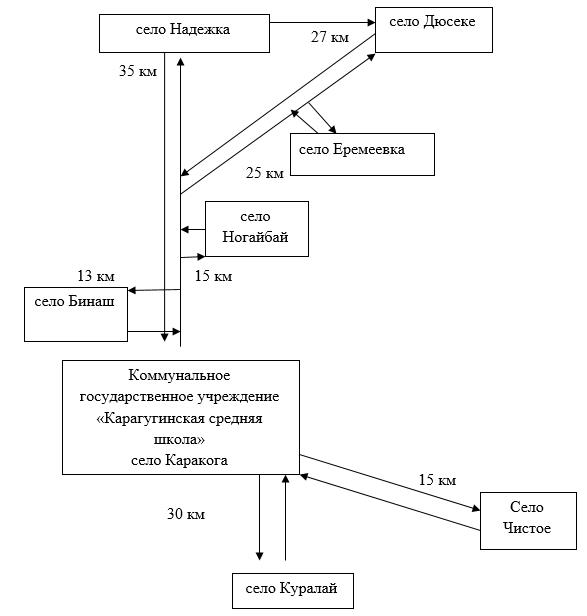 село Надежка
село Дюсеке
27 км
35 км
село Еремеевка
25 км
село
Ногайбай
13 км
15 км
село Бинаш
Коммунальное
государственное учреждение
«Карагугинская средняя
школа»
село Каракога
15 км
Село
Чистое
30 км
село Куралай